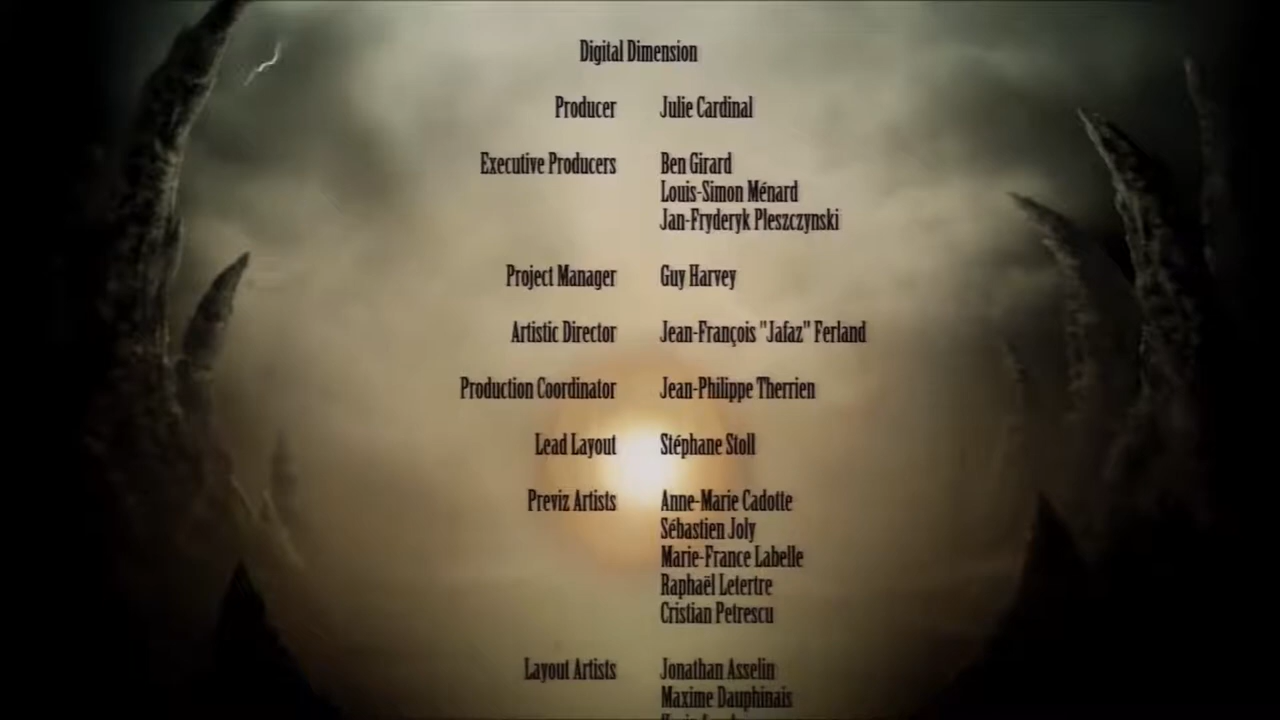 Digital Dimension
Producer Julie Cardinal
Executive Producers Ben Girard
Louis-Simon Ménard
Jan-Fryderyk Pleszczynski
Project Manager Guy Harvey
Artistic Director Jean-François "Jafaz" Ferland
Production Coordinator Jean-Philippe Therrien
Lead Layout Stéphane Stoll
Previz Artists Anne-Marie Cadotte
Sébastien Joly
Marie-France Labelle
Raphaël Letertre
Cristian Petrescu
Layout Artists Jonathan Asselin
Maxime Dauphinais